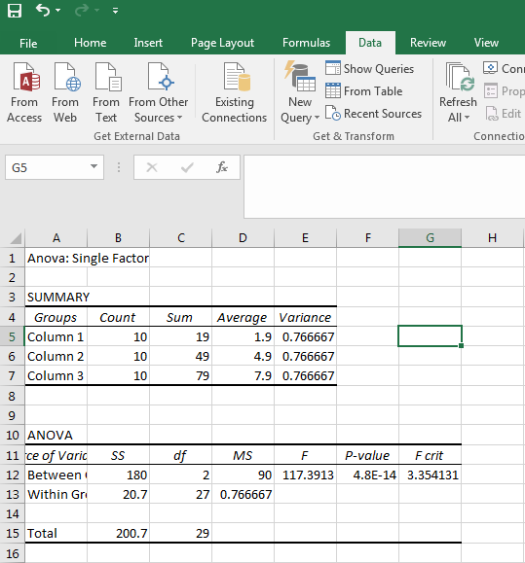 File Home Insert Page Layout Formulas Data Review View
From Access
From Web
From Text
From Other Sources
Existing Connections
New Query
Show Queries
From Table
Recent Sources
Refresh All
Conn
Prop
Edit
Get External Data Get & Transform Connectio
G5 fx
A B C D E F G H
1 Anova: Single Factor
2
3 SUMMARY
4 Groups Count Sum Average Variance
5 Column 1 10 19 1.9 0.766667
6 Column 2 10 49 4.9 0.766667
7 Column 3 10 79 7.9 0.766667
8
9
10 ANOVA
11 ce of Varia SS df MS F P-value F crit
12 Between 180 2 90 117.3913 4.8E-14 3.354131
13 Within Gr 20.7 27 0.766667
14
15 Total 200.7 29
16